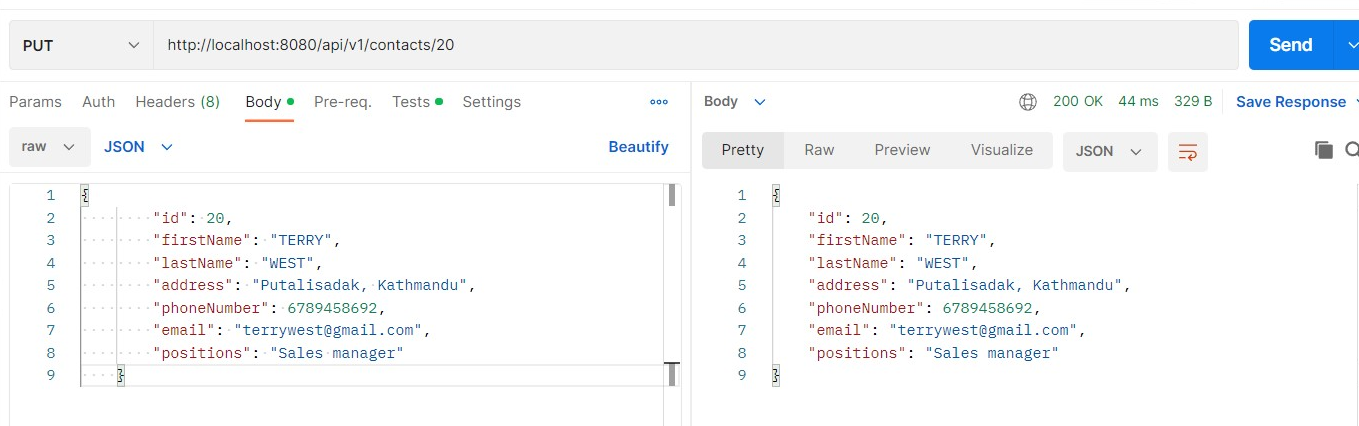 PUT http://localhost:8080/api/v1/contacts/20 Send
Params Auth Headers (8) Body Pre-req. Tests Settings
raw JSON Beautify
1 {
2 "id": 20,
3 "firstName": "TERRY",
4 "lastName": "WEST",
5 "address": "Putalisadak, Kathmandu",
6 "phoneNumber": 6789458692,
7 "email": "terrywest@gmail.com",
8 "positions": "Sales manager"
9 }
Body 200 OK 44 ms 329 B Save Response
Pretty Raw Preview Visualize JSON
1 {
2 "id": 20,
3 "firstName": "TERRY",
4 "lastName": "WEST",
5 "address": "Putalisadak, Kathmandu",
6 "phoneNumber": 6789458692,
7 "email": "terrywest@gmail.com",
8 "positions": "Sales manager"
9 }